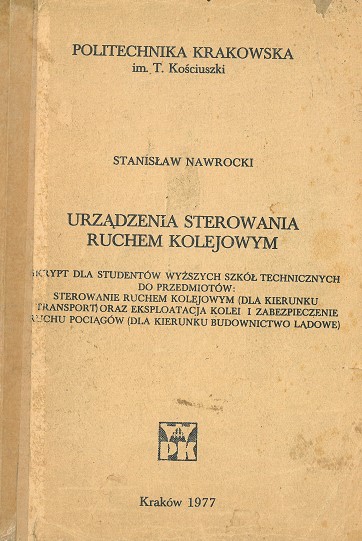 POLITECHNIKA KRAKOWSKA
im. T. Kościuszki
STANISŁAW NAWROCKI
URZĄDZENIA STEROWANIA
RUCHEM KOLEJOWYM
SKRYPT DLA STUDENTÓW WYŻSZYCH SZKÓŁ TECHNICZNYCH
DO PRZEDMIOTÓW:
STEROWANIE RUCHEM KOLEJOWYM (DLA KIERUNKU
TRANSPORT) ORAZ EKSPLOATACJA KOLEI I ZABEZPIECZENIE
RUCHU POCIĄGÓW (DLA KIERUNKU BUDOWNICTWO LĄDOWE)
PK
Kraków 1977